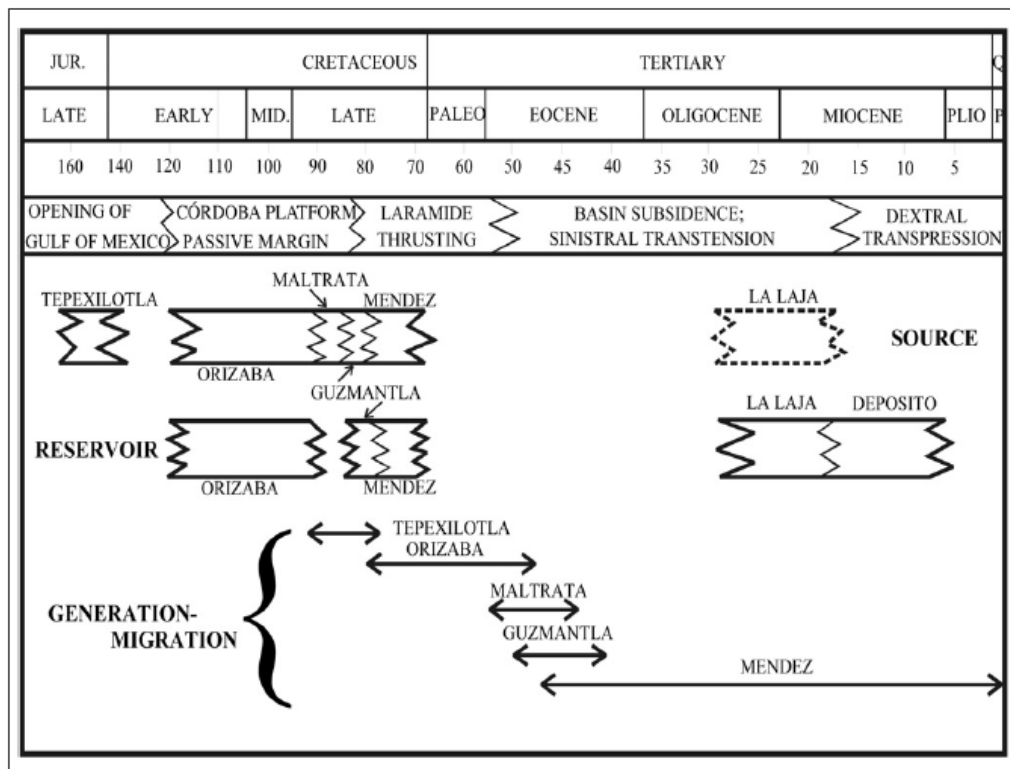 JUR. CRETACEOUS TERTIARY Q
LATE EARLY MID. LATE PALEO EOCENE OLIGOCENE MIOCENE PLIO P
160 140 120 110 100 90 80 70 60 50 45 40 35 30 25 20 15 10 5
OPENING OF CÓRDOBA PLATFORM LARAMIDE BASIN SUBSIDENCE; DEXTRAL
GULF OF MEXICO PASSIVE MARGIN THRUSTING SINISTRAL TRANSTENSION TRANSPRESSION
MALTRATA
TEPEXILOTLA MENDEZ LA LAJA
SOURCE
ORIZABA
GUZMANTLA
LA LAJA DEPOSITO
RESERVOIR
ORIZABA MENDEZ
TEPEXILOTLA
ORIZABA
MALTRATA
GENERATION-
GUZMANTLA
MIGRATION
MENDEZ